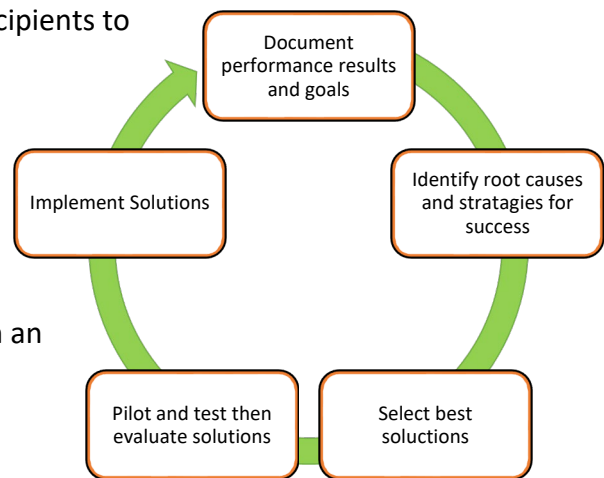 cipients to
Document
performance results
and goals
Identify root causes
and stratagies for
success
Select best
soluctions
Pilot and test then
evaluate solutions
Implement Solutions
an